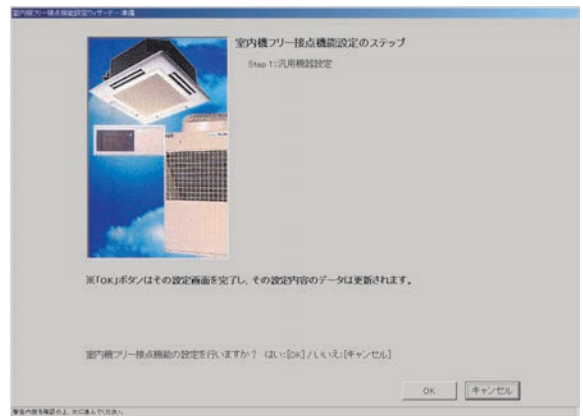 室内機フリー接点機能設定ウィザード - 準備
室内機フリー接点機能設定のステップ
Step 1:汎用機器設定
※「OK」ボタンはその設定画面を完了し、その設定内容のデータは更新されます。
室内機フリー接点機能の設定を行いますか? はい:[OK] / いいえ:[キャンセル]
OK
キャンセル
警告内容を確認の上、次に進んでください。